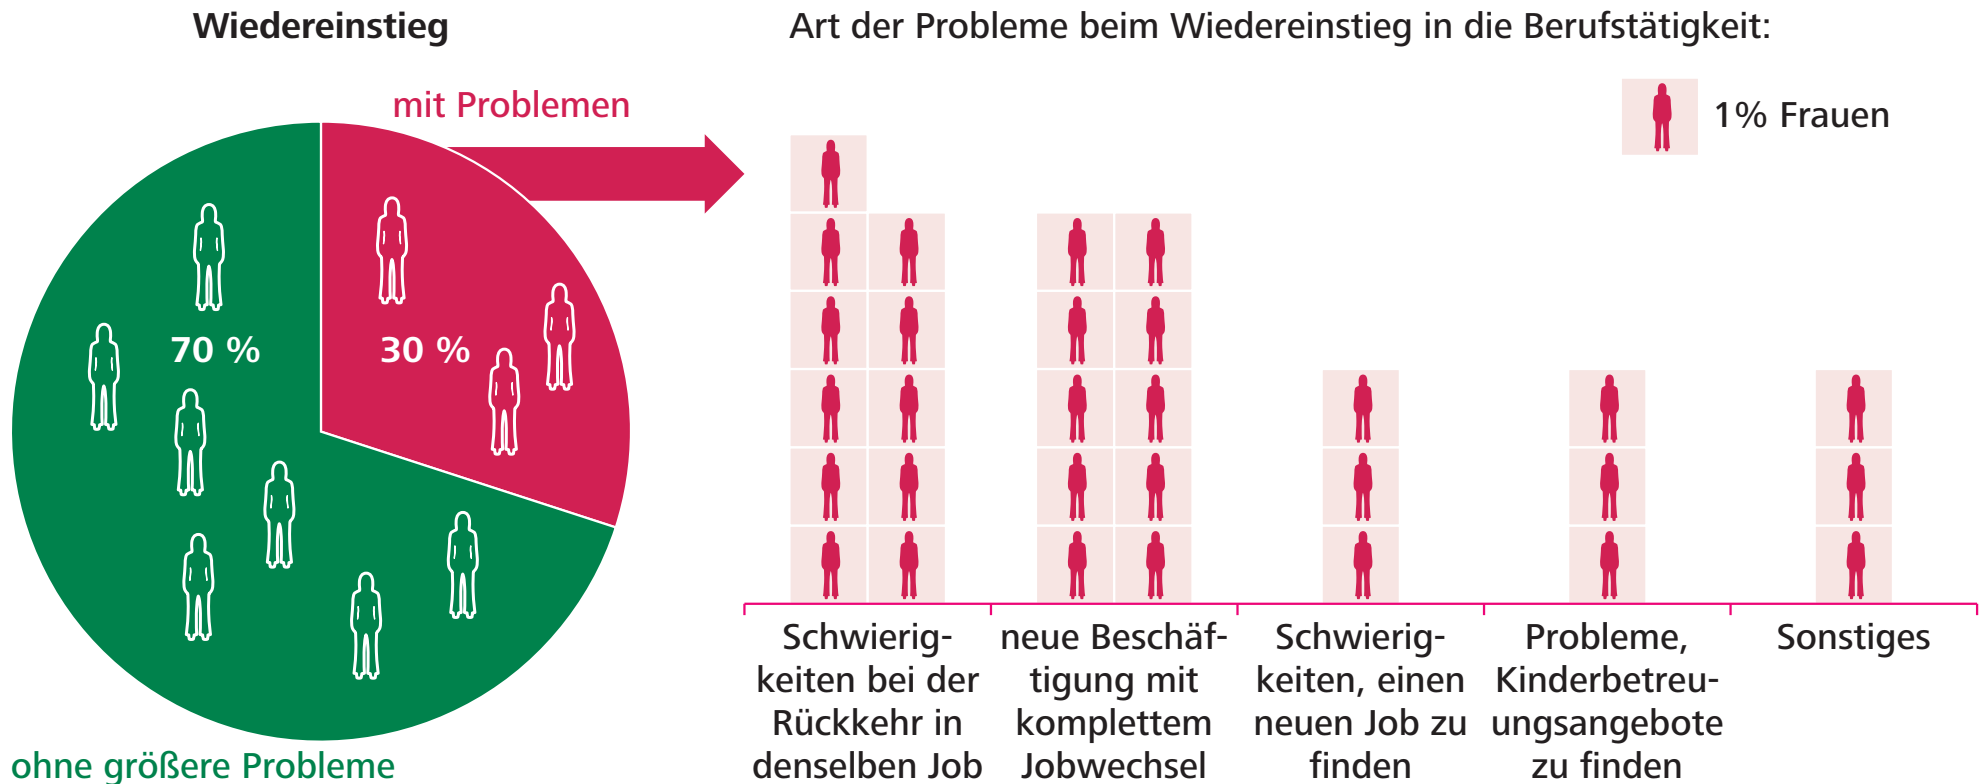 Wiedereinstieg
mit Problemen
70 %
30 %
ohne größere Probleme
Art der Probleme beim Wiedereinstieg in die Berufstätigkeit:
1% Frauen
Schwierig-
keiten bei der
Rückkehr in
denselben Job
neue Beschäf-
tigung mit
komplettem
Jobwechsel
Schwierig-
keiten, einen
neuen Job zu
finden
Probleme,
Kinderbetreu-
ungsangebote
zu finden
Sonstiges